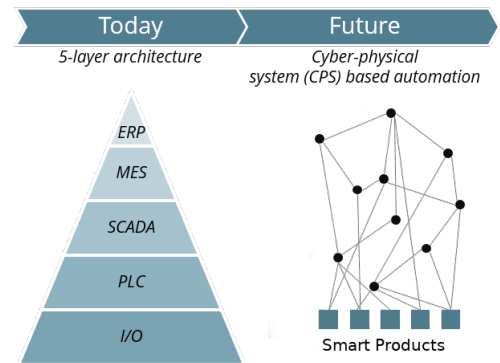 Today
Future
5-layer architecture
Cyber-physical
system (CPS) based automation
ERP
MES
SCADA
PLC
I/O
Smart Products